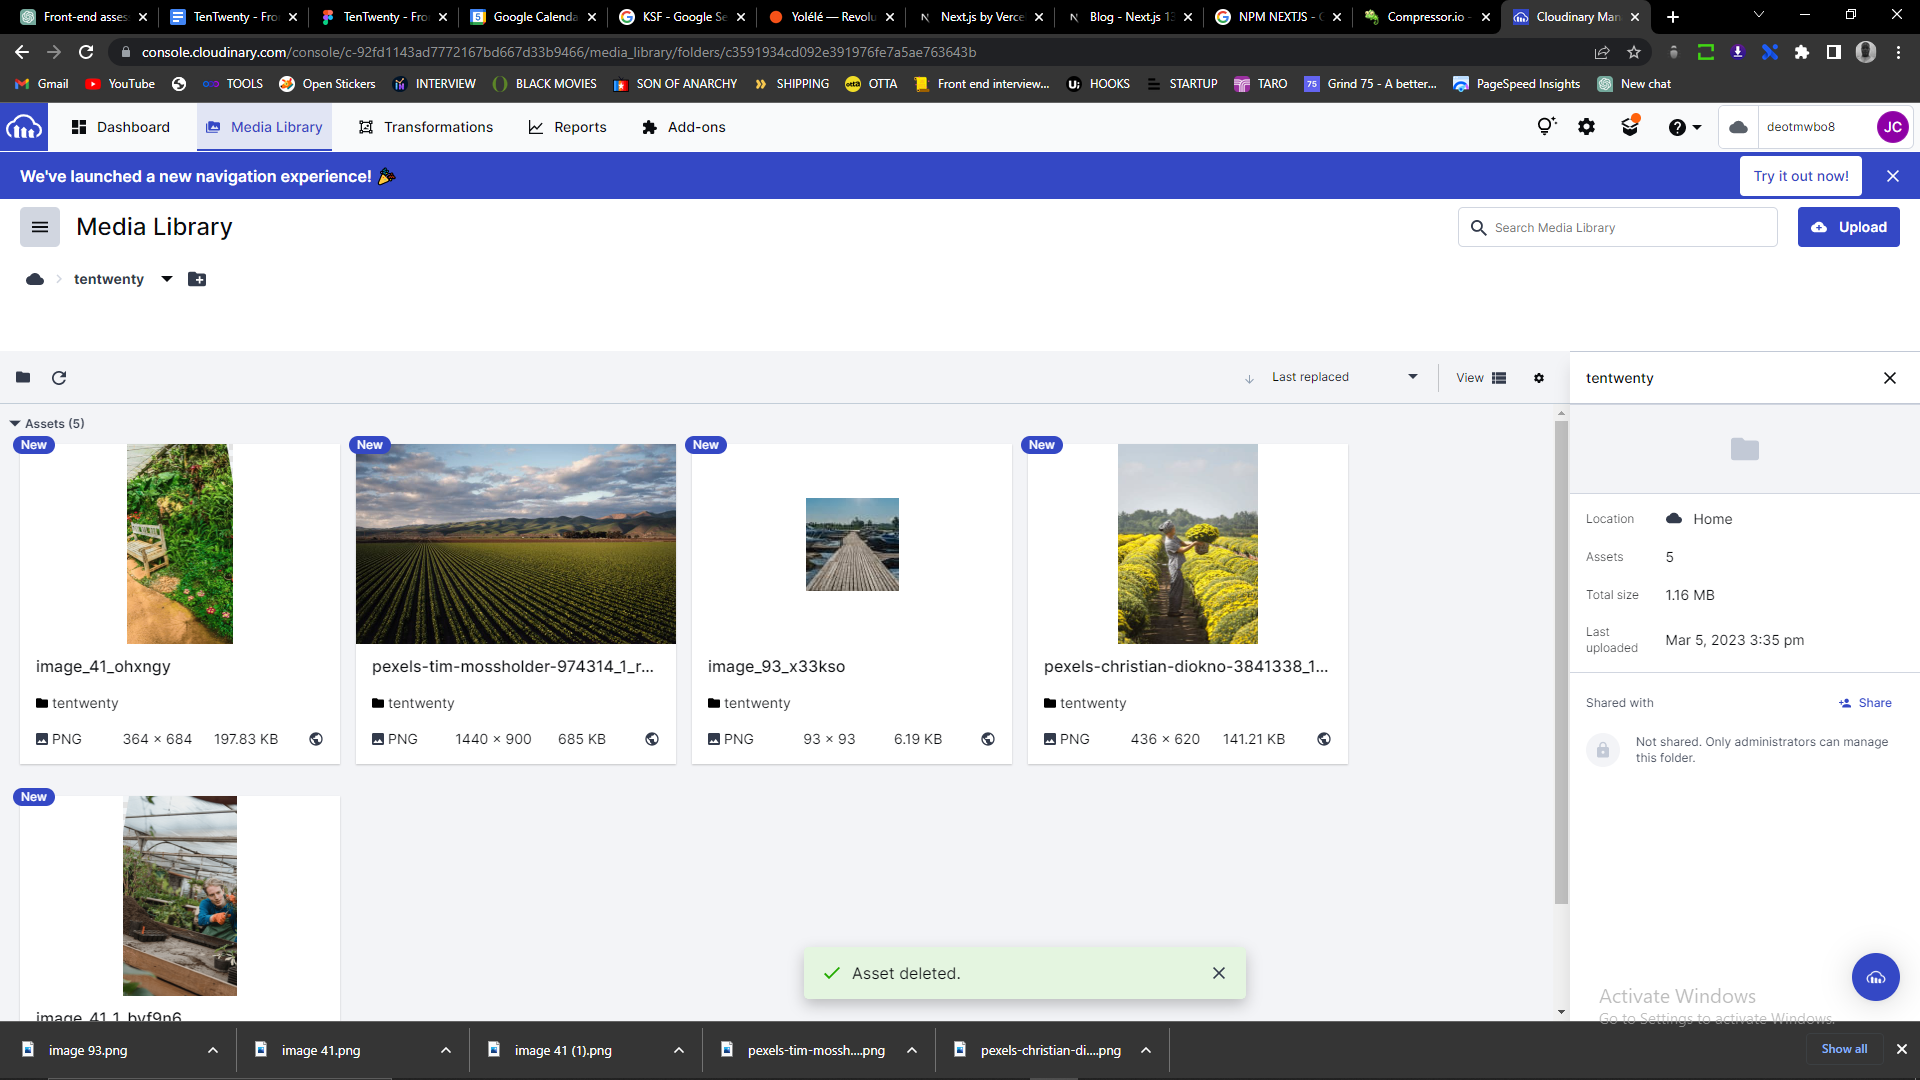 Front-end asses
TenTwenty - Fro
TenTwenty - Fro
Google Calenda
KSF - Google Se
Yolélé — Revolu
Next.js by Verce
Blog - Next.js 13
NPM NEXTJS - G
Compressor.io -
Cloudinary Man
console.cloudinary.com/console/c-92fd1143ad7772167bd667d33b9466/media_library/folders/c3591934cd092e391976fe7a5ae763643b
Gmail
YouTube
TOOLS
Open Stickers
INTERVIEW
BLACK MOVIES
SON OF ANARCHY
SHIPPING
OTTA
Front end interview...
HOOKS
STARTUP
TARO
Grind 75 - A better...
PageSpeed Insights
New chat
Dashboard
Media Library
Transformations
Reports
Add-ons
deotmwbo8
JC
We've launched a new navigation experience!
Try it out now!
Media Library
Search Media Library
Upload
tentwenty
Last replaced
View
tentwenty
Assets (5)
New
New
New
New
image_41_ohxngy
pexels-tim-mossholder-974314_1_r...
image_93_x33kso
pexels-christian-diokno-3841338_1...
tentwenty
tentwenty
tentwenty
tentwenty
PNG 364 × 684 197.83 KB
PNG 1440 × 900 685 KB
PNG 93 × 93 6.19 KB
PNG 436 × 620 141.21 KB
New
image_41_1_bvf9n6
Location Home
Assets 5
Total size 1.16 MB
Last uploaded Mar 5, 2023 3:35 pm
Shared with
Share
Not shared. Only administrators can manage
this folder.
Asset deleted.
Activate Windows
Go to Settings to activate Windows.
image 93.png
image 41.png
image 41 (1).png
pexels-tim-mossh....png
pexels-christian-di....png
Show all